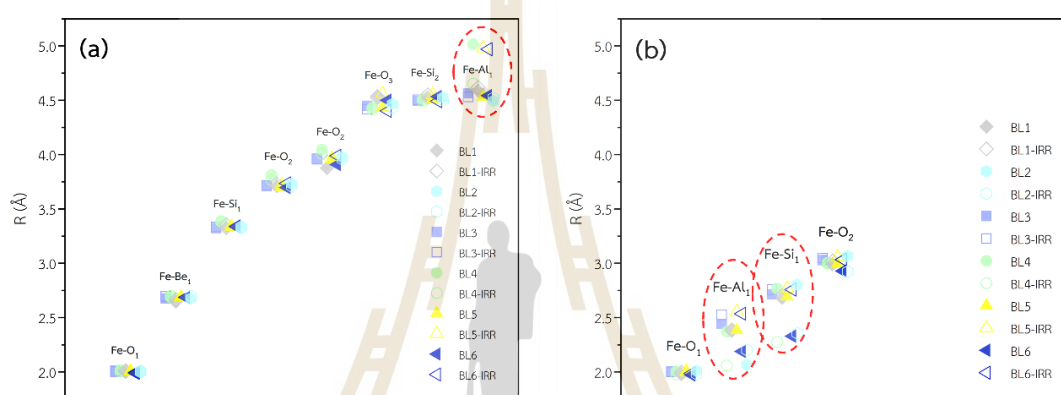 (a)
R (Å)
5.0
4.5
4.0
3.5
3.0
2.5
2.0
Fe-O1
Fe-Be1
Fe-Si1
Fe-O2
Fe-O2
Fe-O3
Fe-Si2
Fe-Al1
BL1
BL1-IRR
BL2
BL2-IRR
BL3
BL3-IRR
BL4
BL4-IRR
BL5
BL5-IRR
BL6
BL6-IRR
(b)
R (Å)
5.0
4.5
4.0
3.5
3.0
2.5
2.0
Fe-O1
Fe-Al1
Fe-Si1
Fe-O2
BL1
BL1-IRR
BL2
BL2-IRR
BL3
BL3-IRR
BL4
BL4-IRR
BL5
BL5-IRR
BL6
BL6-IRR